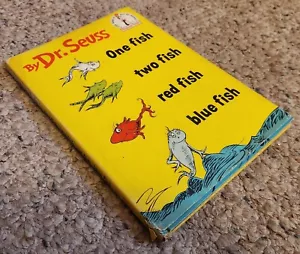 By Dr. Seuss
One fish
two fish
red fish
blue fish